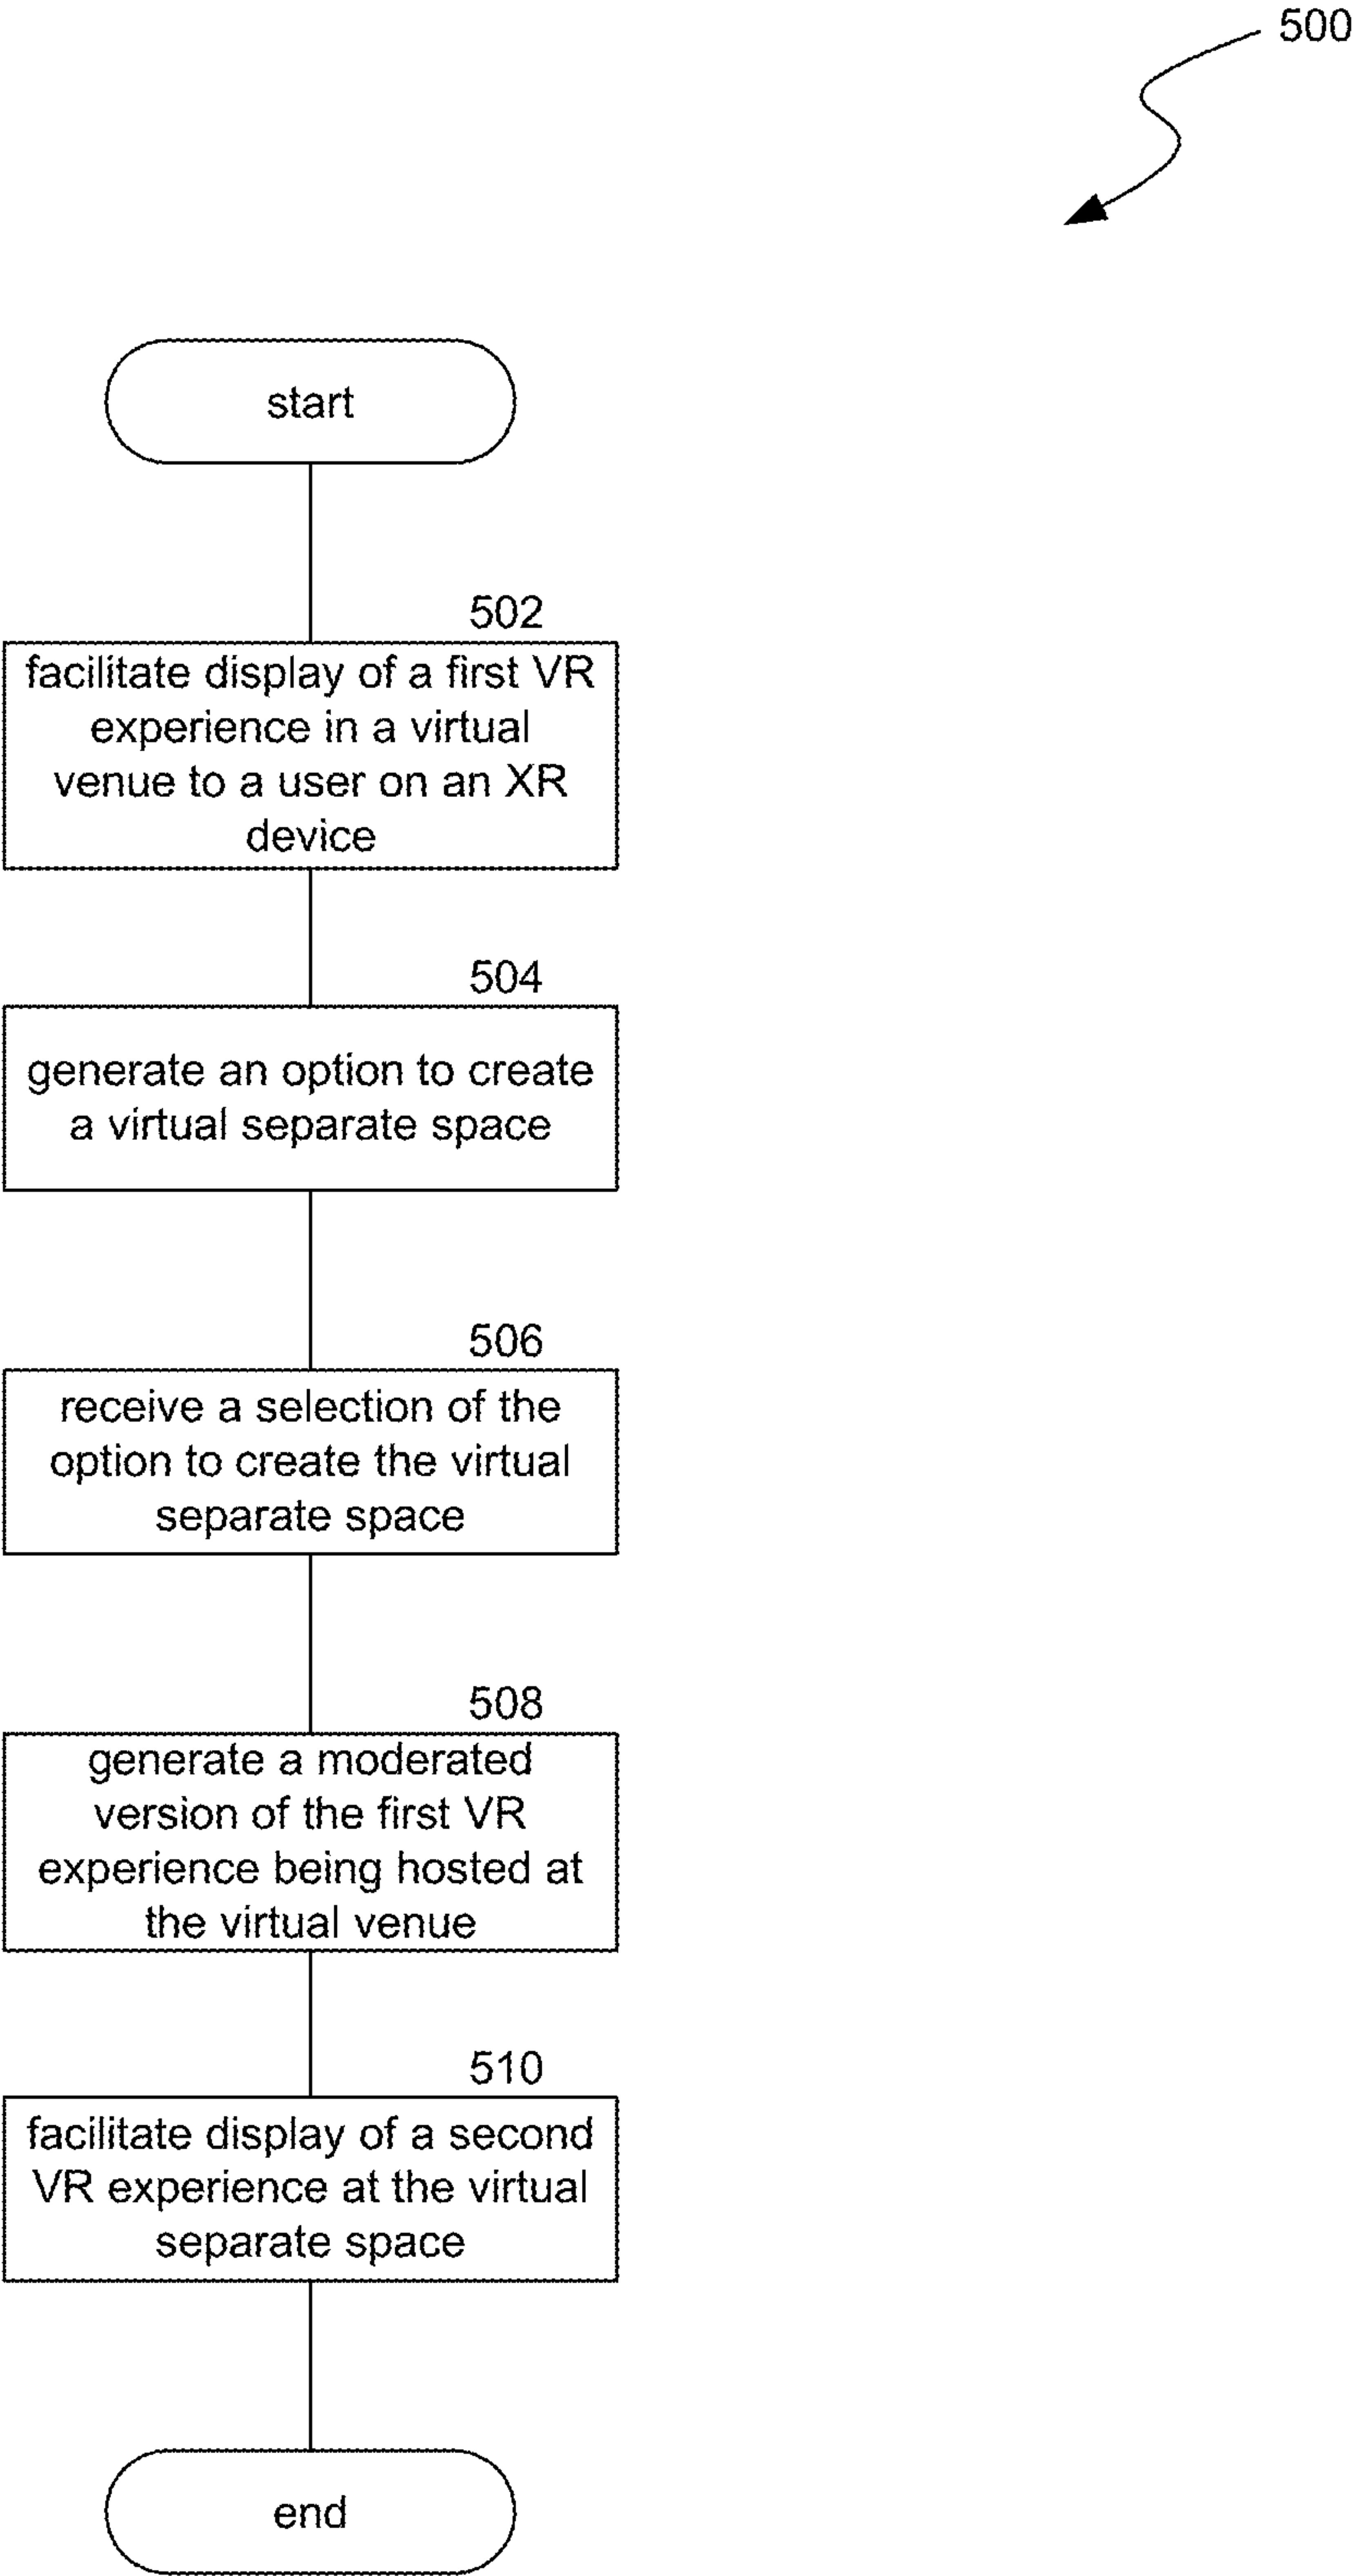 500
start
502
facilitate display of a first VR
experience in a virtual
venue to a user on an XR
device
504
generate an option to create
a virtual separate space
506
receive a selection of the
option to create the virtual
separate space
508
generate a moderated
version of the first VR
experience being hosted at
the virtual venue
510
facilitate display of a second
VR experience at the virtual
separate space
end